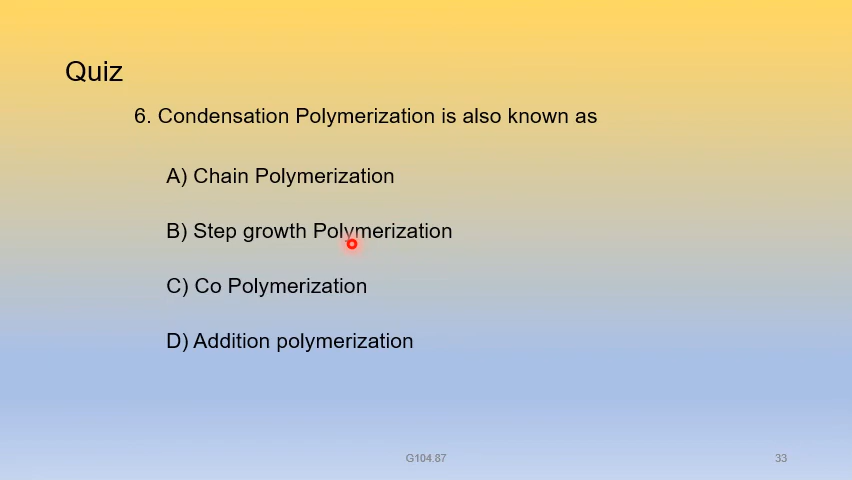 Quiz
6. Condensation Polymerization is also known as
A) Chain Polymerization
B) Step growth Polymerization
C) Co Polymerization
D) Addition polymerization
G104.87
33